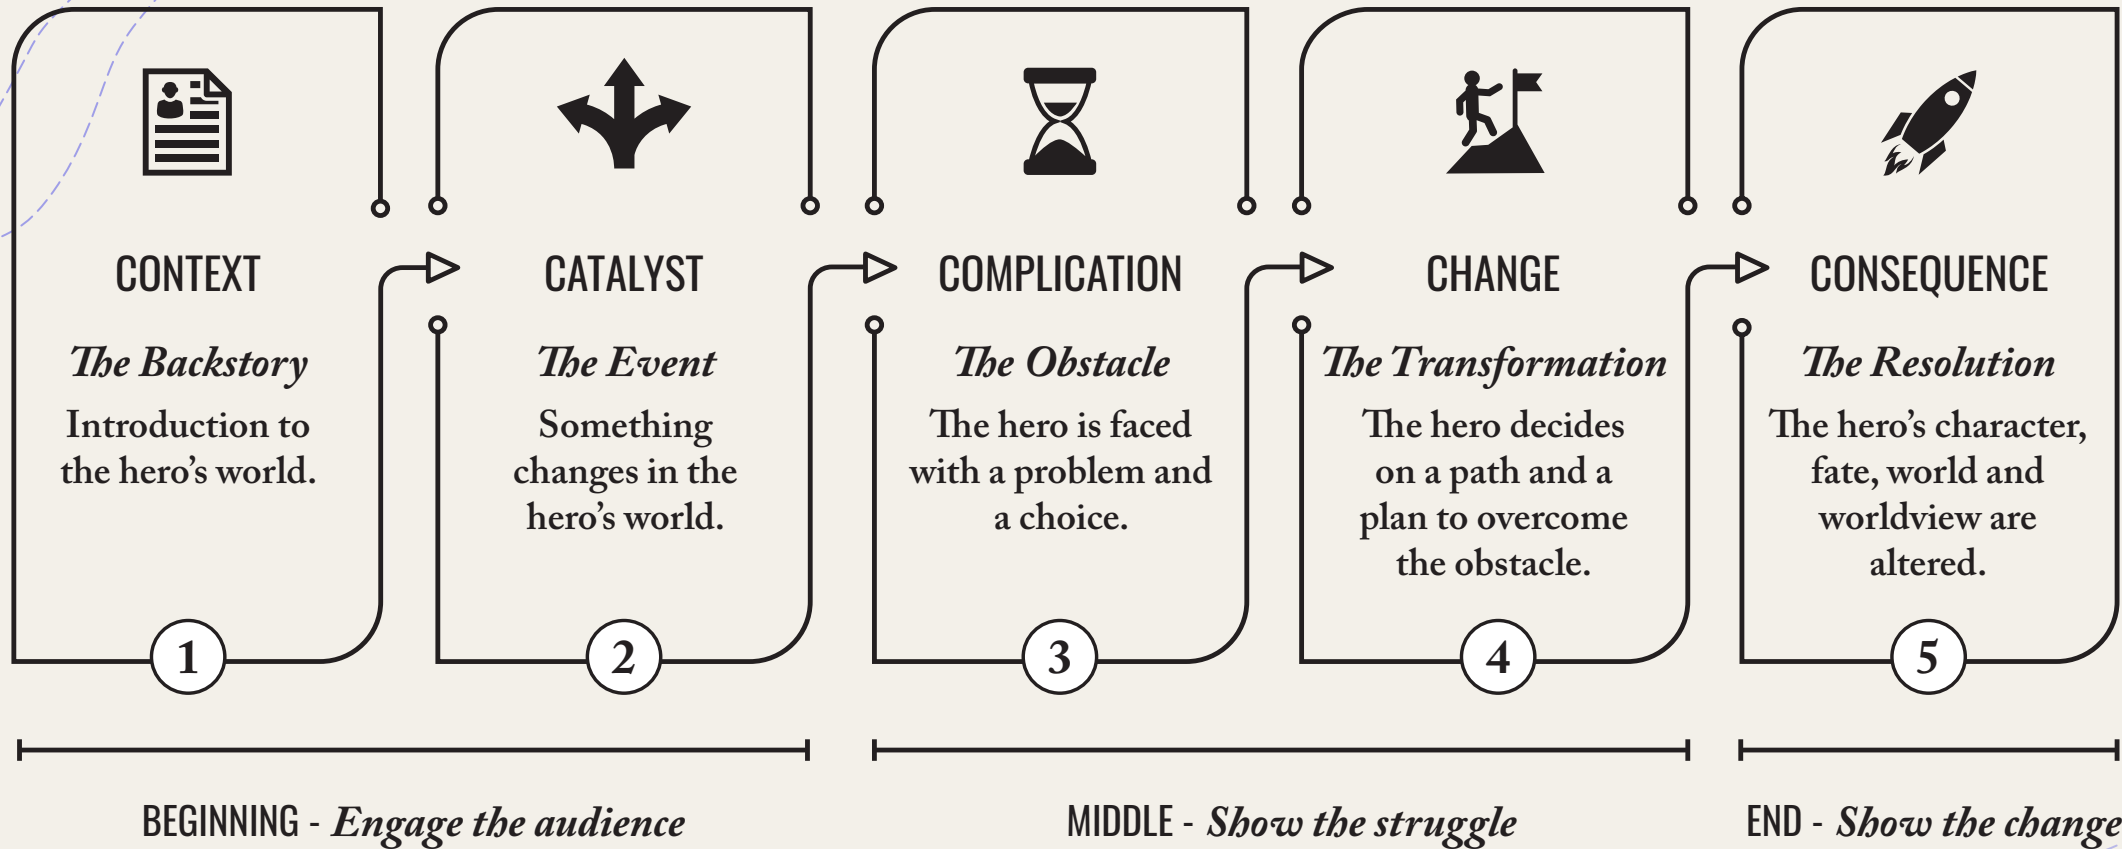 CONTEXT
The Backstory
Introduction to
the hero's world.
1
CATALYST
The Event
Something
changes in the
hero's world.
2
COMPLICATION
The Obstacle
The hero is faced
with a problem and
a choice.
3
CHANGE
The Transformation
The hero decides
on a path and a
plan to overcome
the obstacle.
4
CONSEQUENCE
The Resolution
The hero's character,
fate, world and
worldview are
altered.
5
BEGINNING - Engage the audience
MIDDLE - Show the struggle
END - Show the change